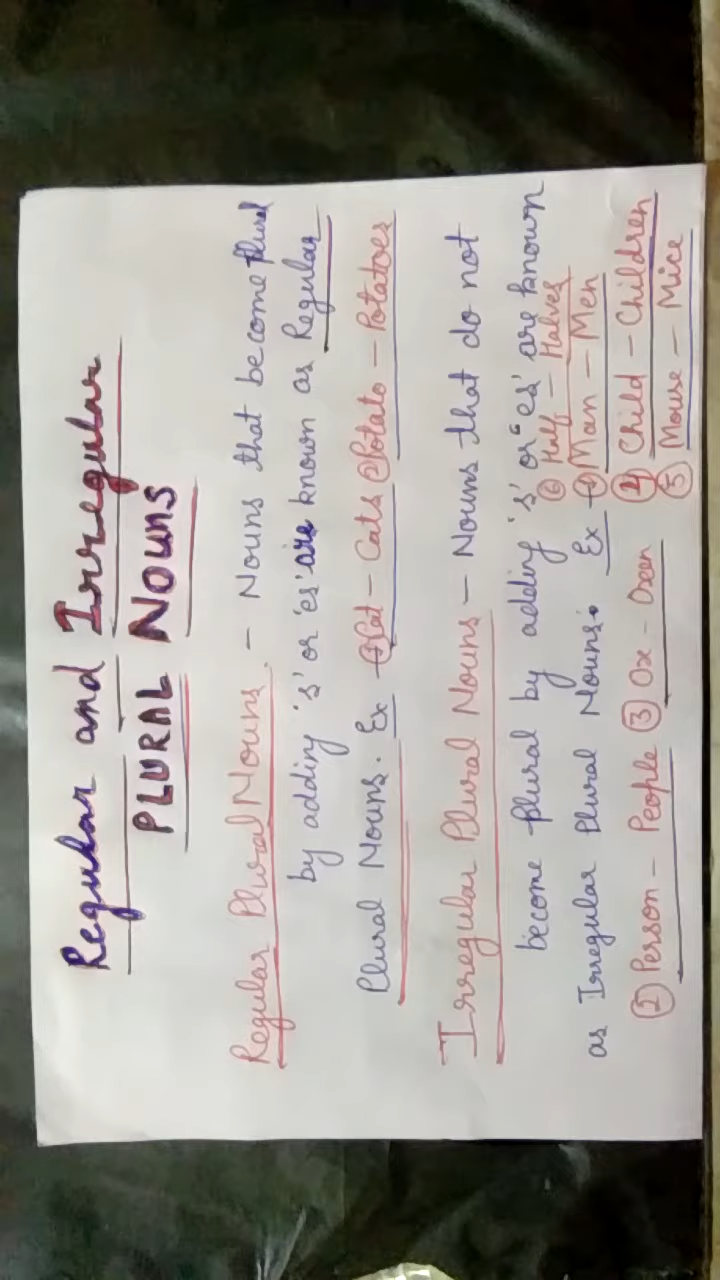 Regular and Irregular
PLURAL NOUNS
Regular Plural Nouns. - Nouns that become plural
by adding 's' or 'es' are known as Regular
Plural Nouns. Ex ① Cat - Cats ② Potato - Potatoes
Irregular Plural Nouns - Nouns that do not
become plural by adding 's' or 'es' are known
⑥ Half - Halves
as Irregular Plural Nouns. Ex ① Man - Men
② Person - People ③ Ox - Oxen ④ Child - Children
⑤ Mouse - Mice